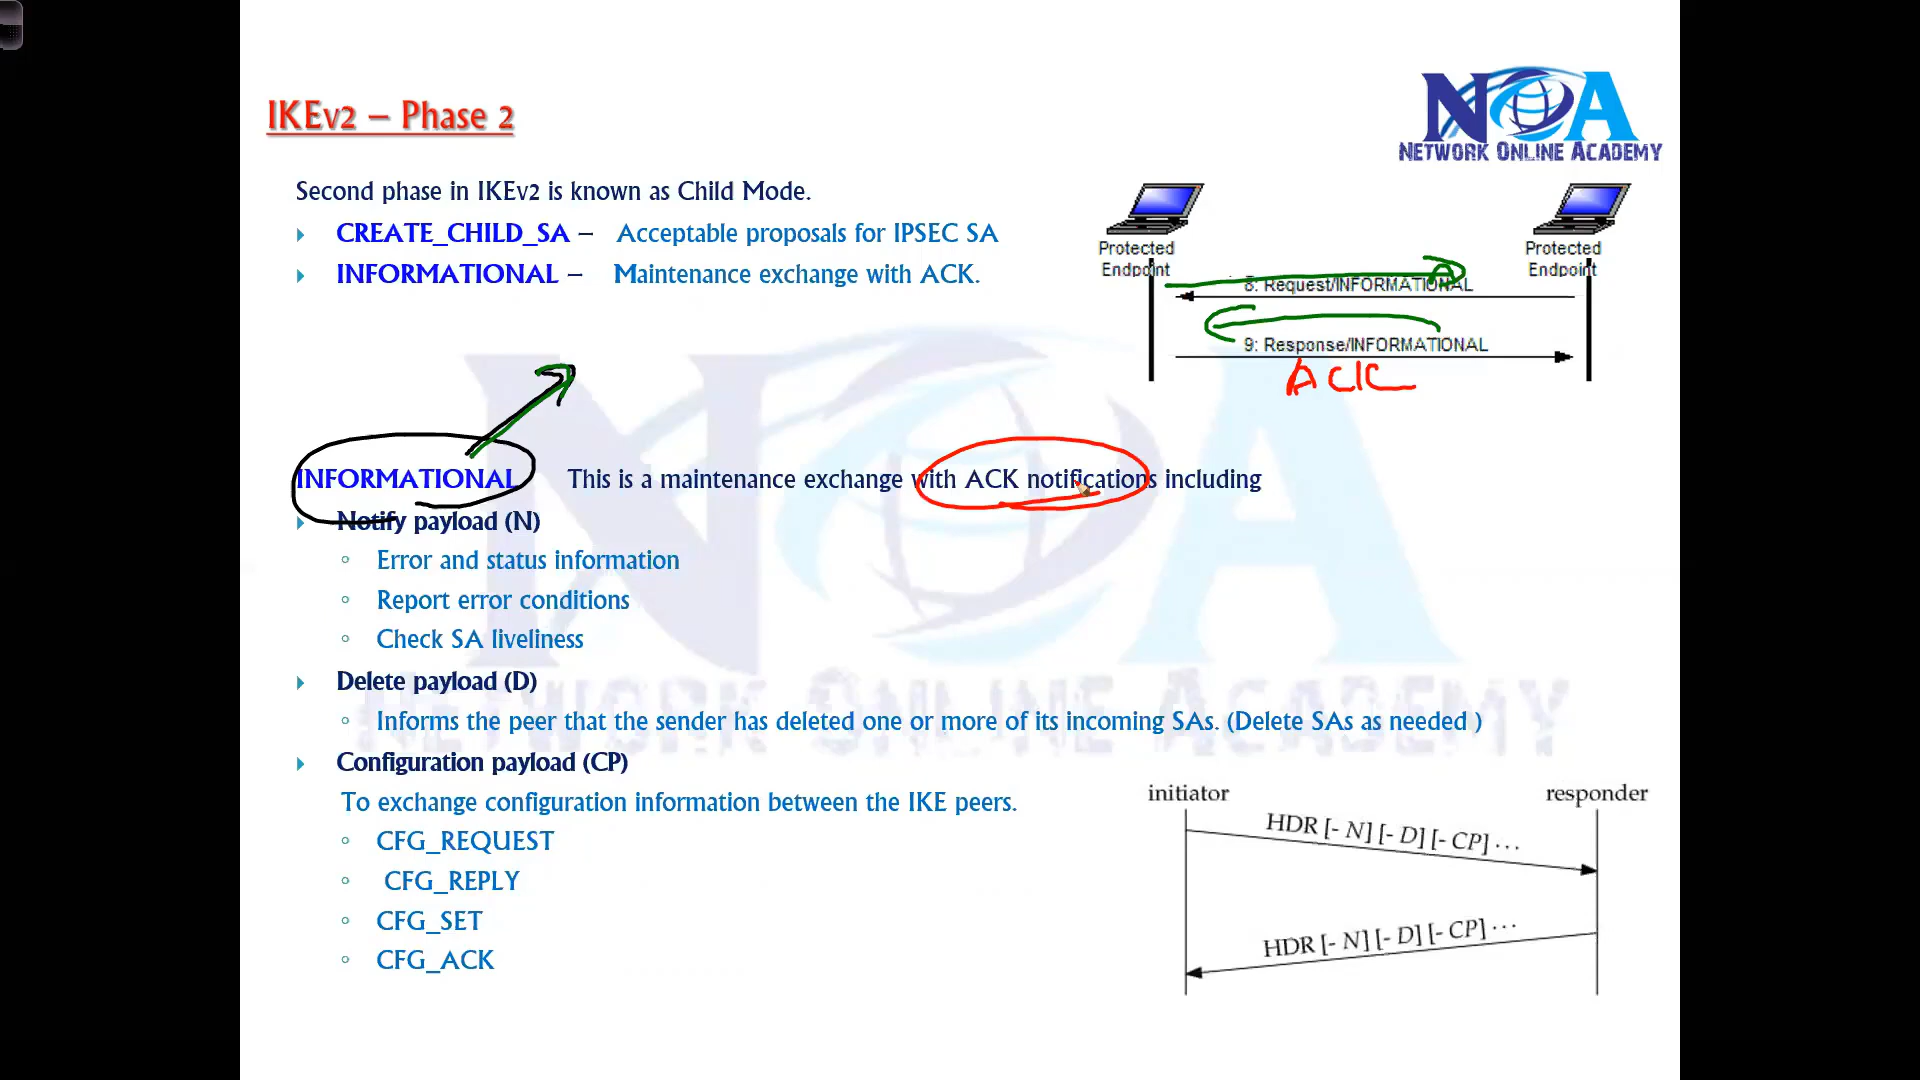 IKEv2 – Phase 2
NOA
NETWORK ONLINE ACADEMY
Second phase in IKEv2 is known as Child Mode.
CREATE_CHILD_SA – Acceptable proposals for IPSEC SA
INFORMATIONAL – Maintenance exchange with ACK.
Protected Endpoint
Protected Endpoint
8: Request/INFORMATIONAL
9: Response/INFORMATIONAL
ACK
INFORMATIONAL This is a maintenance exchange with ACK notifications including
Notify payload (N)
Error and status information
Report error conditions
Check SA liveliness
Delete payload (D)
Informs the peer that the sender has deleted one or more of its incoming SAs. (Delete SAs as needed )
Configuration payload (CP)
To exchange configuration information between the IKE peers.
CFG_REQUEST
CFG_REPLY
CFG_SET
CFG_ACK
initiator responder
HDR [- N] [- D] [- CP] ...
HDR [- N] [- D] [- CP] ...
NOA
NETWORK ONLINE ACADEMY